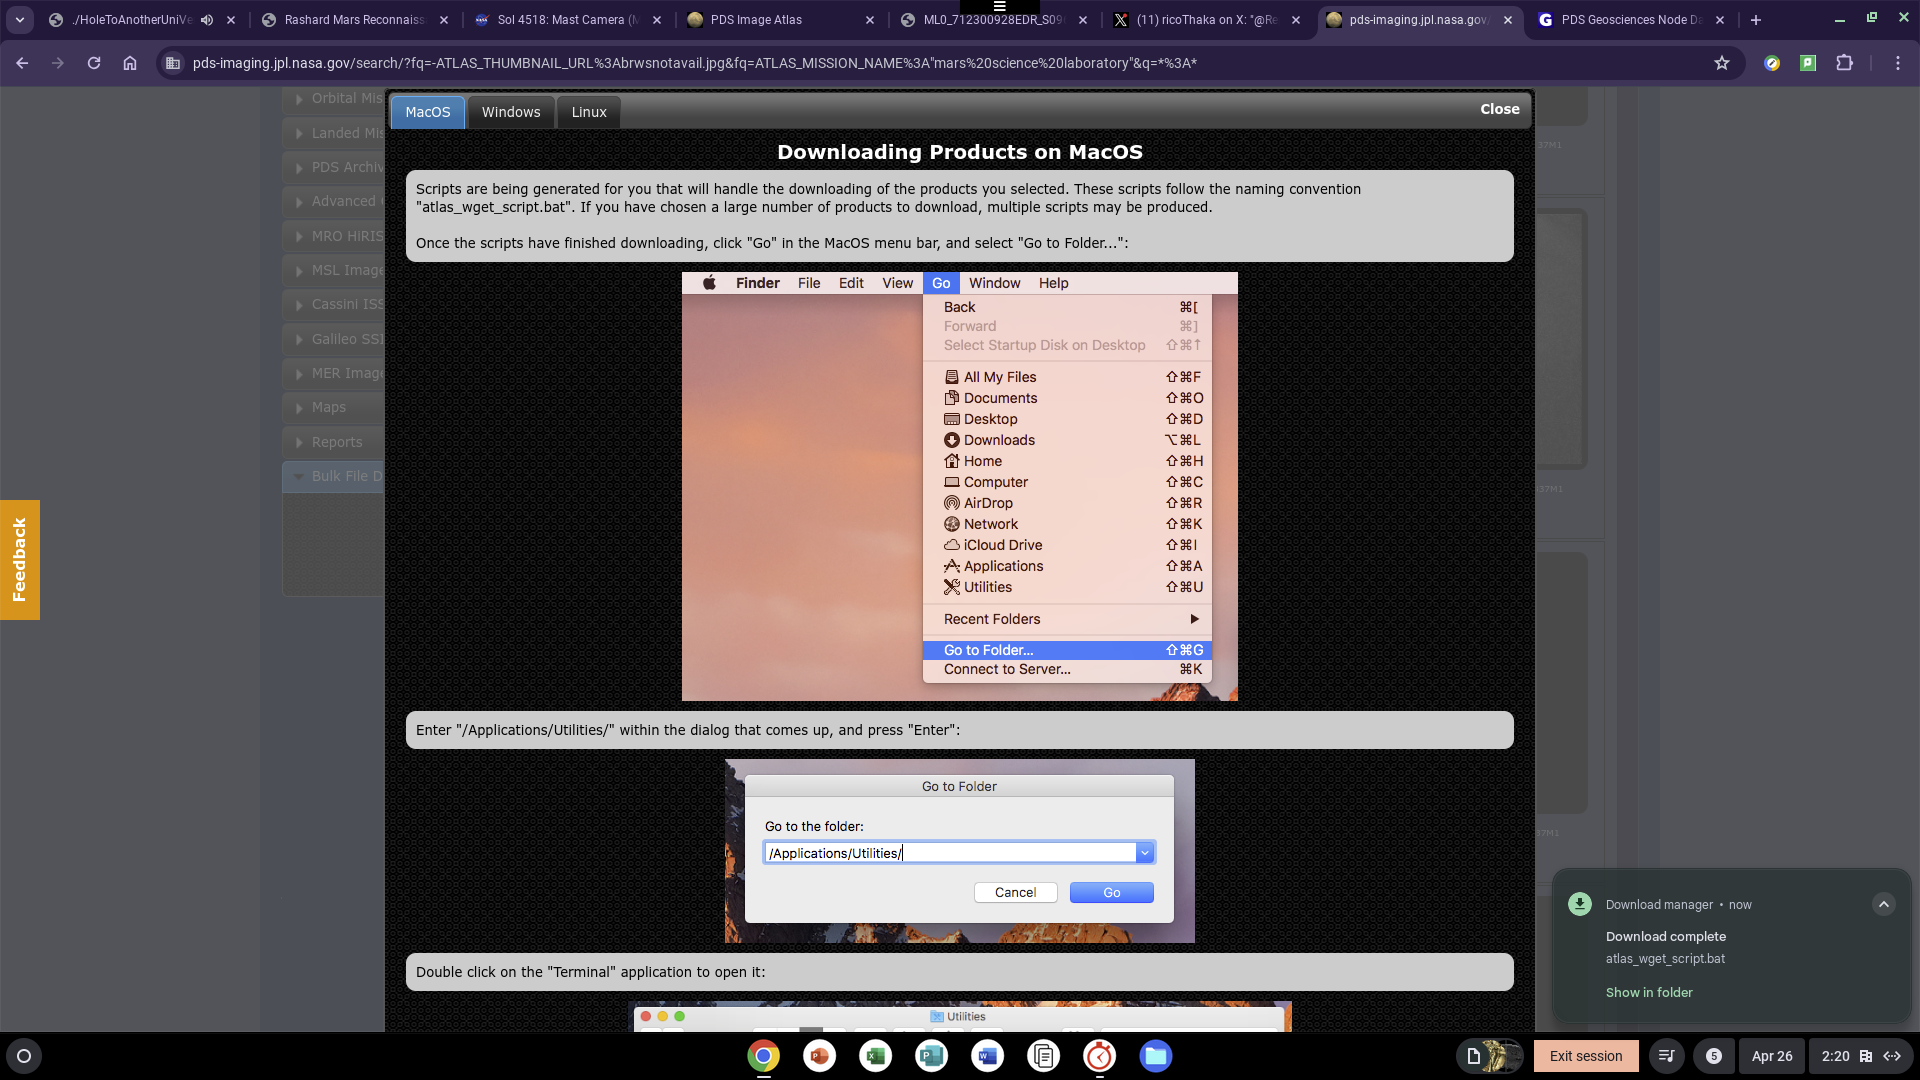 ./HoleToAnotherUniVe
Rashard Mars Reconnaiss
Sol 4518: Mast Camera (M
PDS Image Atlas
ML0_712300928EDR_S09
(11) ricoThaka on X: "@Re
pds-imaging.jpl.nasa.gov/
PDS Geosciences Node Da
pds-imaging.jpl.nasa.gov/search/?fq=-ATLAS_THUMBNAIL_URL%3Abrwsnotavail.jpg&fq=ATLAS_MISSION_NAME%3A"mars%20science%20laboratory"&q=*%3A*
Orbital Mis
Landed Mis
PDS Archiv
Advanced
MRO HiRIS
MSL Image
Cassini ISS
Galileo SSI
MER Image
Maps
Reports
Bulk File D
Feedback
MacOS
Windows
Linux
Close
Downloading Products on MacOS
Scripts are being generated for you that will handle the downloading of the products you selected. These scripts follow the naming convention
"atlas_wget_script.bat". If you have chosen a large number of products to download, multiple scripts may be produced.
Once the scripts have finished downloading, click "Go" in the MacOS menu bar, and select "Go to Folder...":
Finder File Edit View Go Window Help
Back ⌘[
Forward ⌘]
Select Startup Disk on Desktop ⇧⌘↑
All My Files ⇧⌘F
Documents ⇧⌘O
Desktop ⇧⌘D
Downloads ⌥⌘L
Home ⇧⌘H
Computer ⇧⌘C
AirDrop ⇧⌘R
Network ⇧⌘K
iCloud Drive ⇧⌘I
Applications ⇧⌘A
Utilities ⇧⌘U
Recent Folders
Go to Folder... ⇧⌘G
Connect to Server... ⌘K
Enter "/Applications/Utilities/" within the dialog that comes up, and press "Enter":
Go to Folder
Go to the folder:
/Applications/Utilities/
Cancel
Go
Double click on the "Terminal" application to open it:
Utilities
37M1
37M1
37M1
Download manager • now
Download complete
atlas_wget_script.bat
Show in folder
Exit session
5
Apr 26
2:20